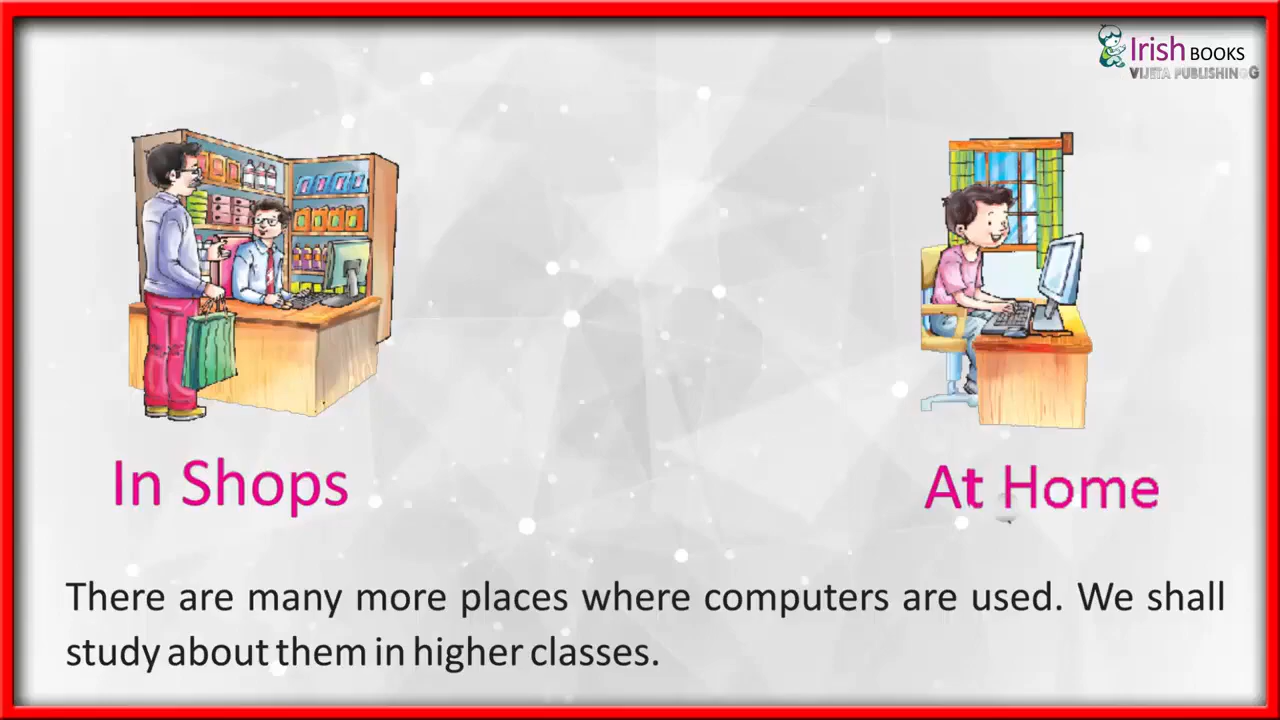 Irish BOOKS
VIJETA PUBLISHING
In Shops
At Home
There are many more places where computers are used. We shall
study about them in higher classes.